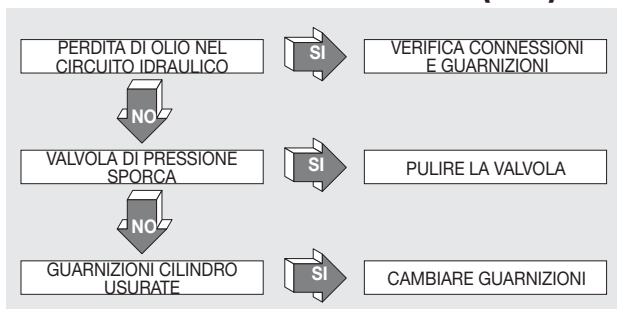 PERDITA DI OLIO NEL
CIRCUITO IDRAULICO
SI
VERIFICA CONNESSIONI
E GUARNIZIONI
NO
VALVOLA DI PRESSIONE
SPORCA
SI
PULIRE LA VALVOLA
NO
GUARNIZIONI CILINDRO
USURATE
SI
CAMBIARE GUARNIZIONI